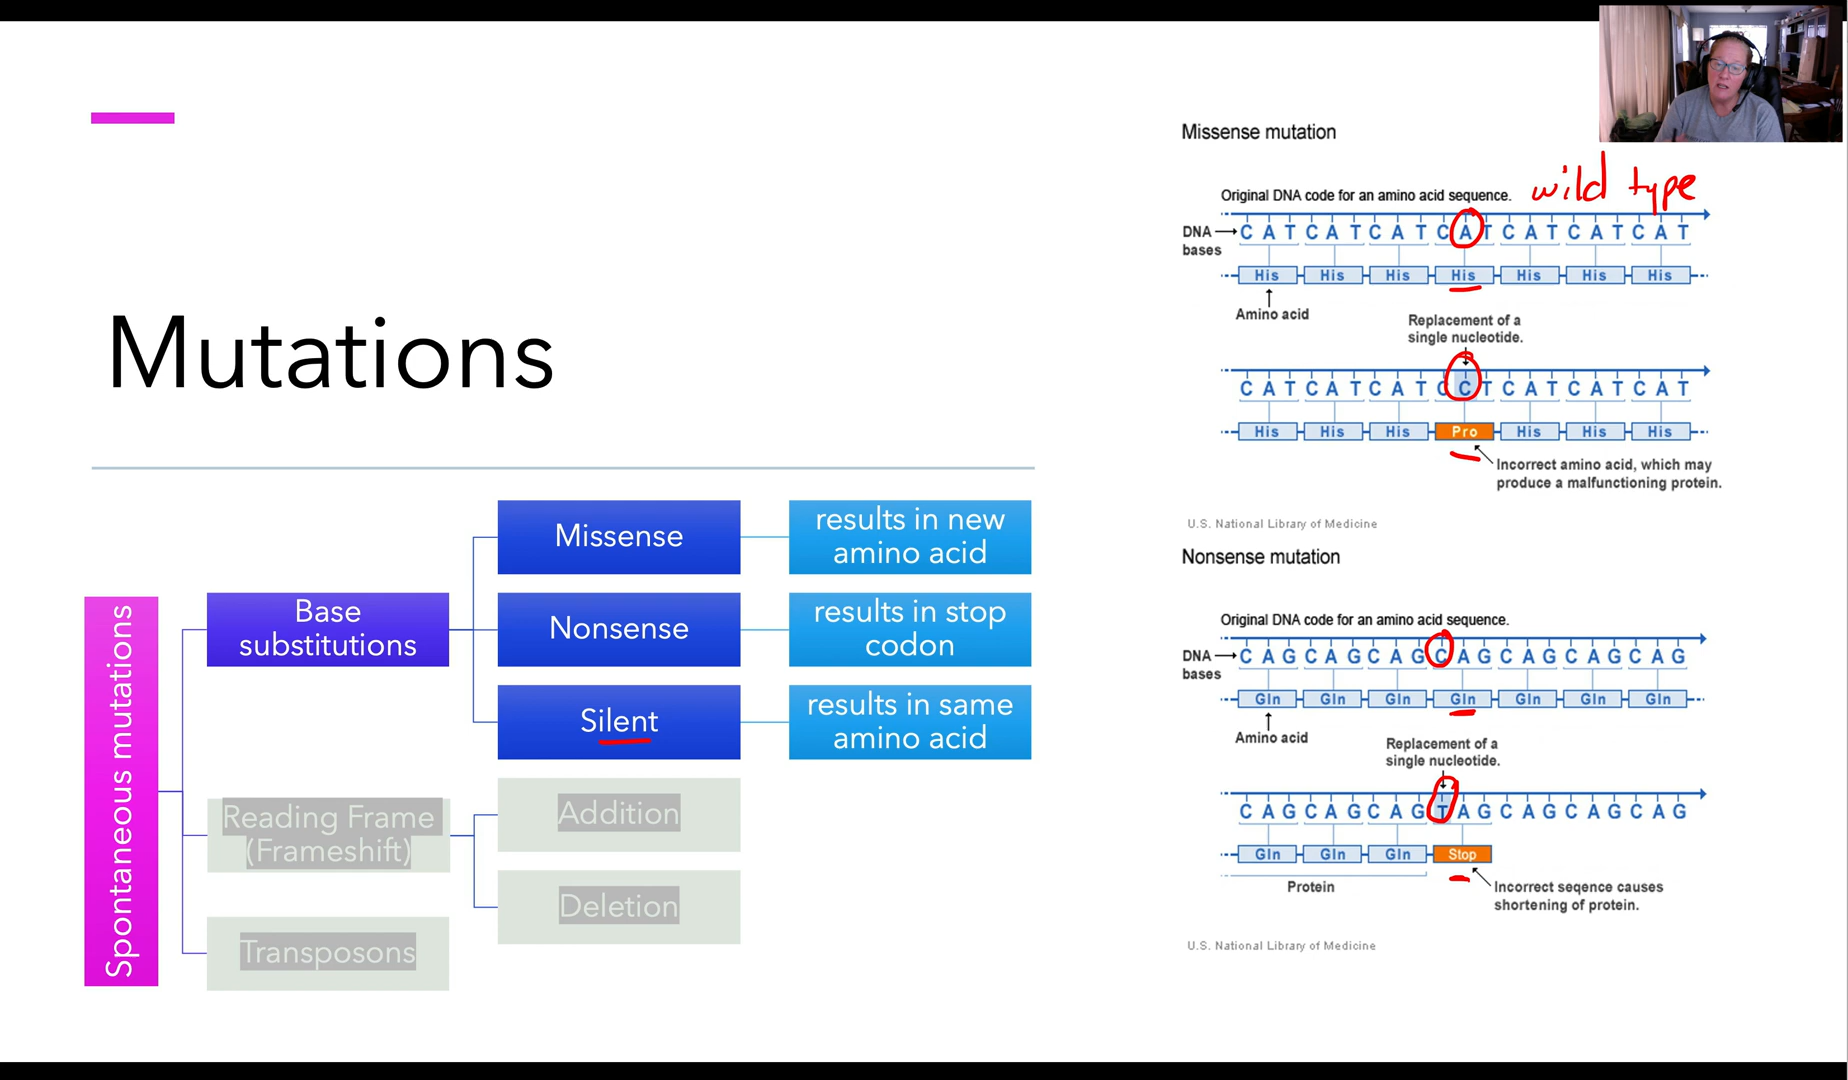 Mutations
Spontaneous mutations
Base
substitutions
Missense
results in new
amino acid
Nonsense
results in stop
codon
Silent
results in same
amino acid
Reading Frame
(Frameshift)
Addition
Deletion
Transposons
Missense mutation
Original DNA code for an amino acid sequence.
wild type
DNA
bases
C A T C A T C A T C A T C A T C A T C A T
His His His His His His His
Amino acid
Replacement of a
single nucleotide.
C A T C A T C A T C C T C A T C A T C A T
His His His Pro His His His
Incorrect amino acid, which may
produce a malfunctioning protein.
U.S. National Library of Medicine
Nonsense mutation
Original DNA code for an amino acid sequence.
DNA
bases
C A G C A G C A G C A G C A G C A G C A G
Gln Gln Gln Gln Gln Gln Gln
Amino acid
Replacement of a
single nucleotide.
C A G C A G C A G T A G C A G C A G C A G
Gln Gln Gln Stop
Protein
Incorrect seqence causes
shortening of protein.
U.S. National Library of Medicine